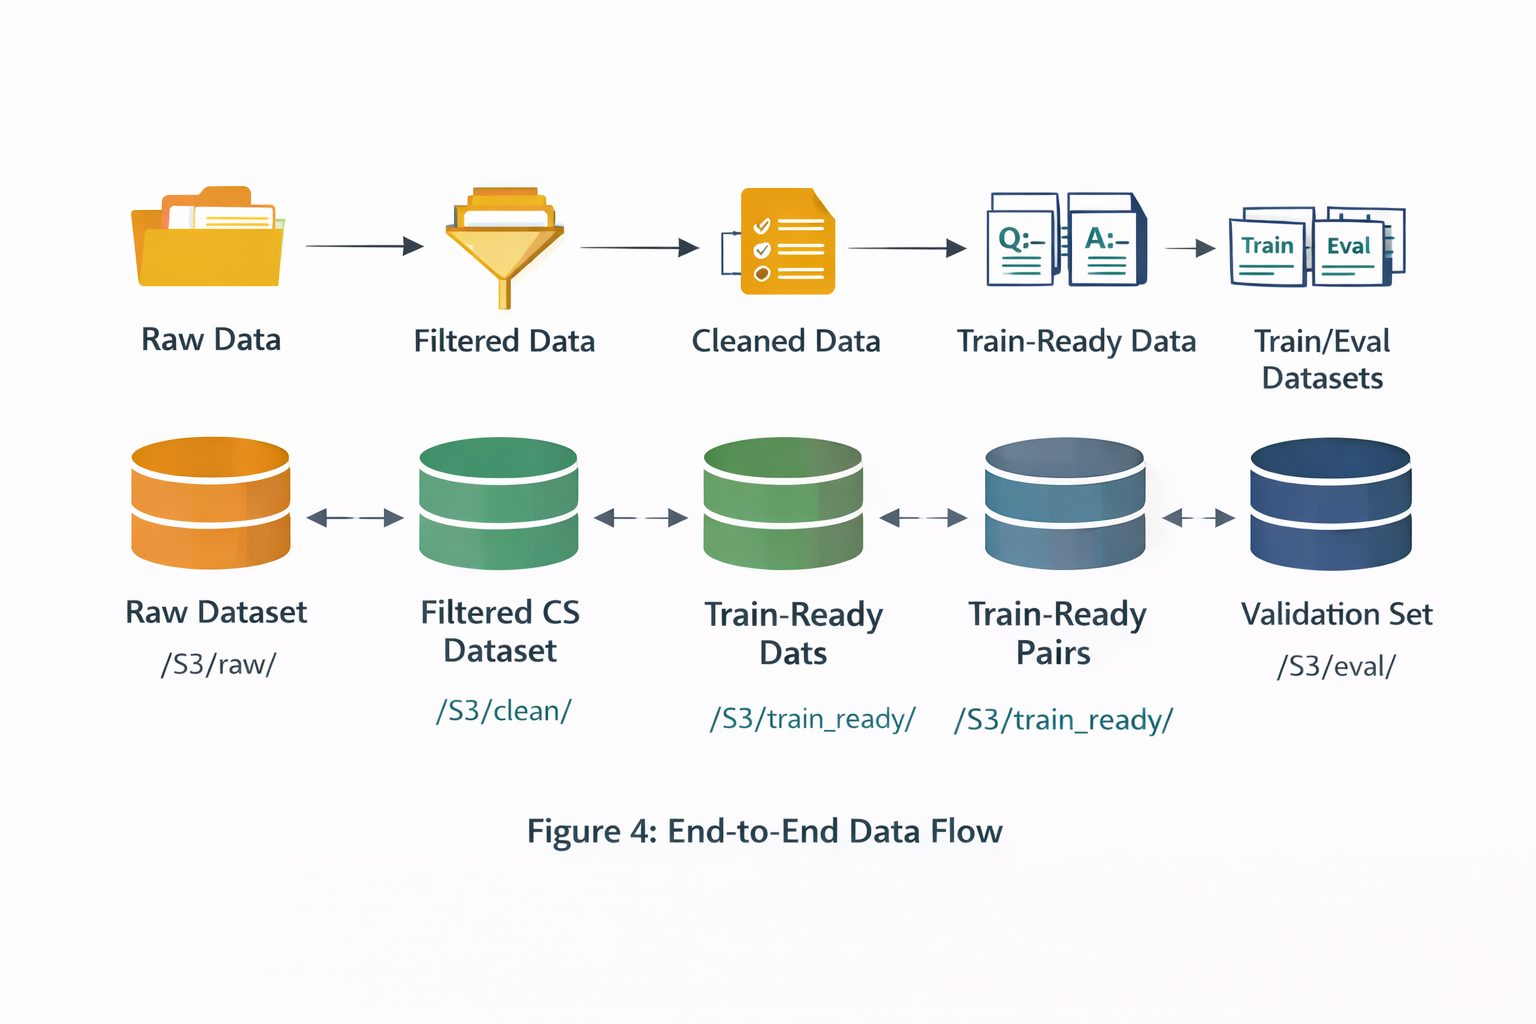 Q:–
A:–
Train
Eval
Raw Data
Filtered Data
Cleaned Data
Train-Ready Data
Train/Eval
Datasets
Raw Dataset
/S3/raw/
Filtered CS
Dataset
/S3/clean/
Train-Ready
Dats
/S3/train_ready/
Train-Ready
Pairs
/S3/train_ready/
Validation Set
/S3/eval/
Figure 4: End-to-End Data Flow